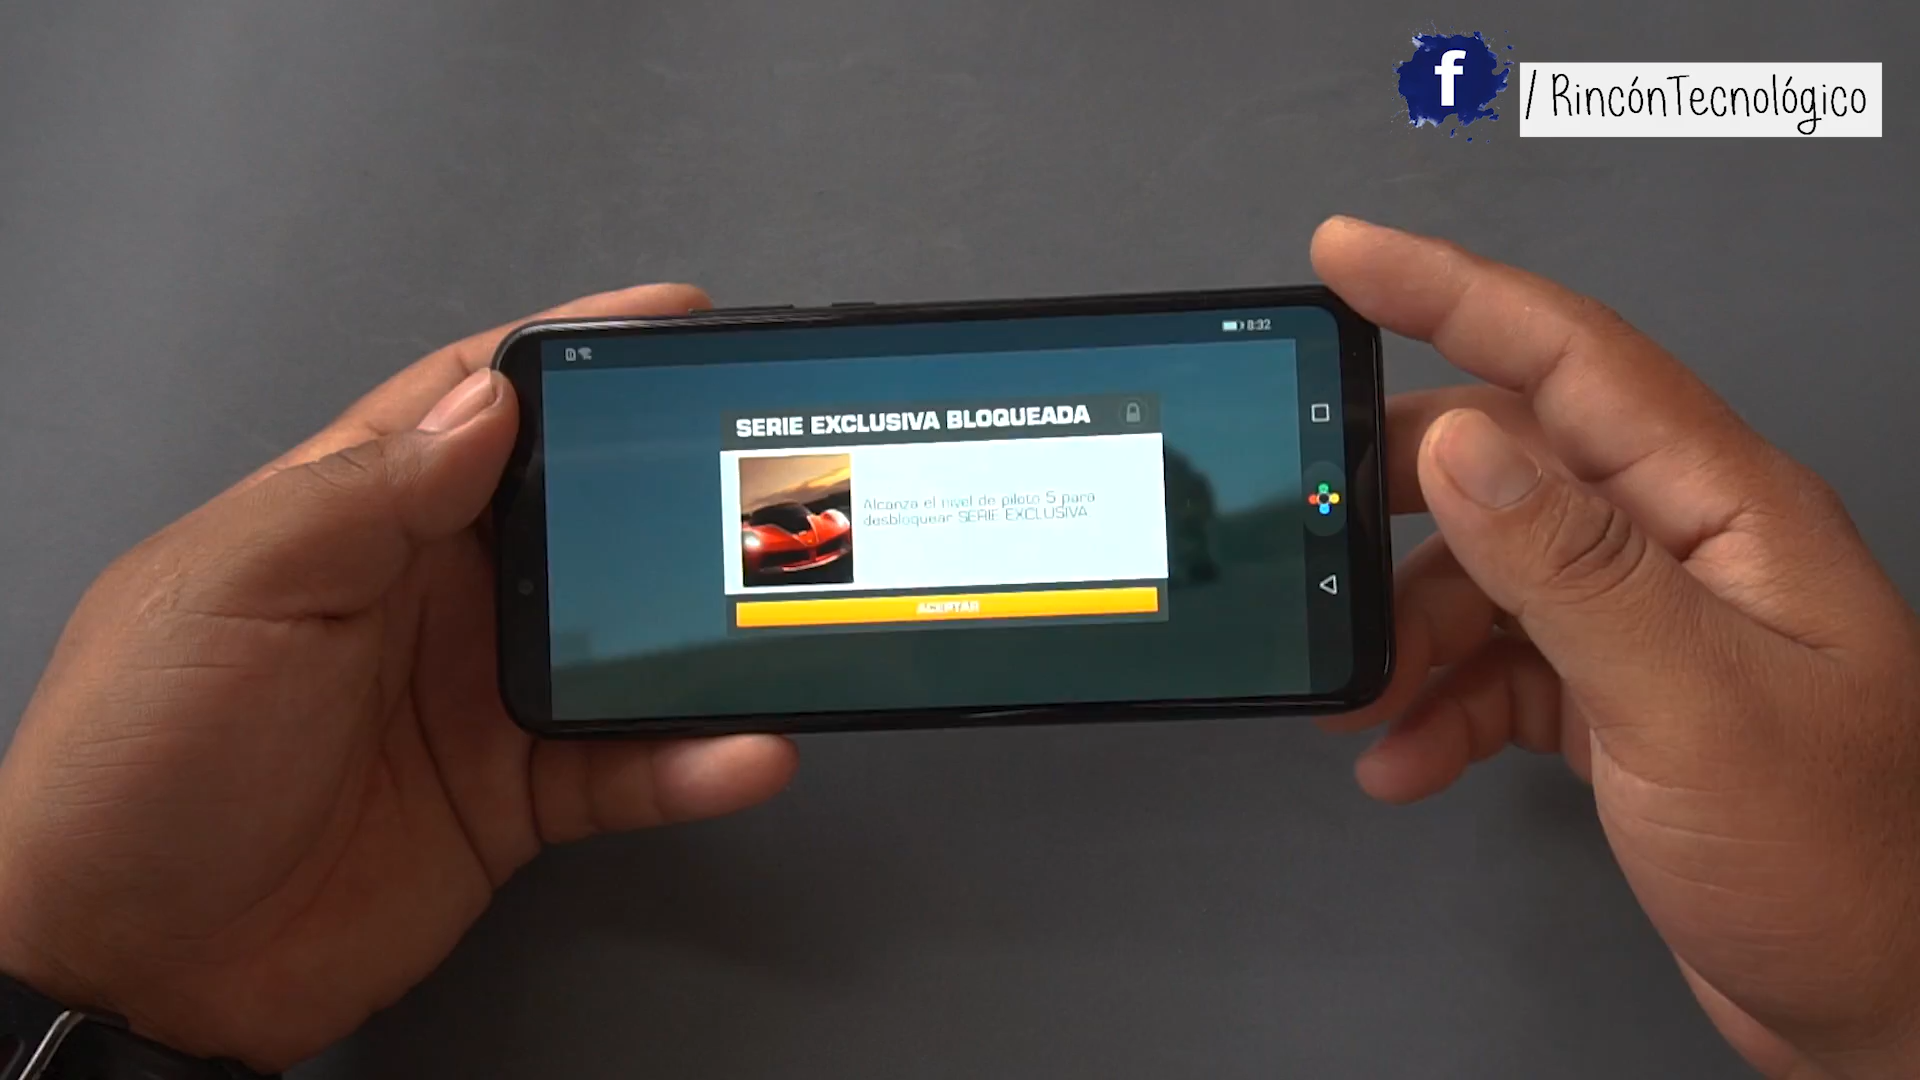 f / RincónTecnológico
8:32
SERIE EXCLUSIVA BLOQUEADA
Alcanza el nivel de piloto 5 para
desbloquear SERIE EXCLUSIVA
ACEPTAR